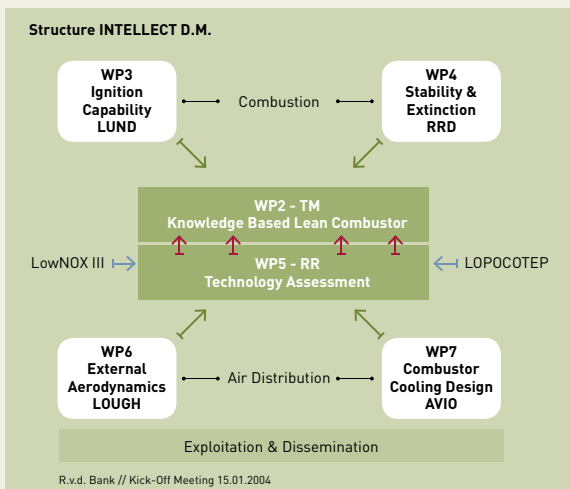 Structure INTELLECT D.M.
WP3
Ignition
Capability
LUND
Combustion
WP4
Stability &
Extinction
RRD
WP2 - TM
Knowledge Based Lean Combustor
LowNOX III
WP5 - RR
Technology Assessment
LOPOCOTEP
WP6
External
Aerodynamics
LOUGH
Air Distribution
WP7
Combustor
Cooling Design
AVIO
Exploitation & Dissemination
R.v.d. Bank // Kick-Off Meeting 15.01.2004